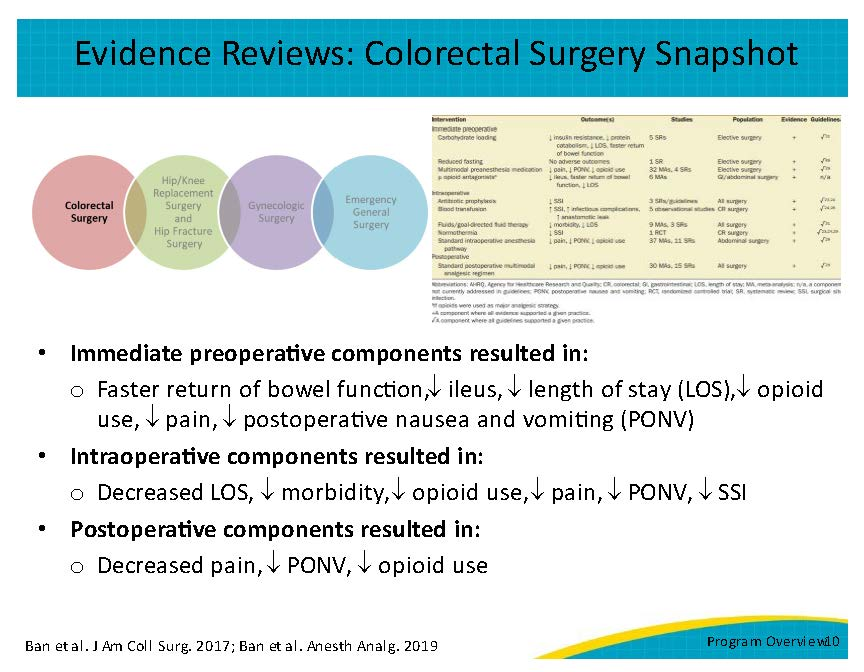 Evidence Reviews: Colorectal Surgery Snapshot
Colorectal
Surgery
Hip/Knee
Replacement
Surgery
and
Hip Fracture
Surgery
Gynecologic
Surgery
Emergency
General
Surgery
Intervention Outcome(s) Studies Population Evidence Guidelines
Immediate preoperative
Carbohydrate loading ↓ insulin resistance, ↓ protein 5 SRs Elective surgery +
catabolism, ↓ LOS, faster return
of bowel function
Reduced fasting No adverse outcomes 1 SR Elective surgery +
Multimodal preanesthesia medication ↓ pain, ↓ PONV, ↓ opioid use 32 MAs, 4 SRs Elective surgery +
μ opioid antagonists* ↓ ileus, faster return of bowel 6 MAs GI/abdominal surgery + n/a
function, ↓ LOS
Intraoperative
Antibiotic prophylaxis ↓ SSI 3 SRs/guidelines All surgery +
Blood transfusion ↑ SSI, ↑ infectious complications, 5 observational studies CR surgery +
↑ anastomotic leak
Fluids/goal-directed fluid therapy ↓ morbidity, ↓ LOS 9 MAs, 3 SRs All surgery +
Normothermia ↓ SSI 1 RCT CR surgery +
Standard intraoperative anesthesia ↓ pain, ↓ PONV, ↓ opioid use 37 MAs, 11 SRs Abdominal surgery +
pathway
Postoperative
Standard postoperative multimodal ↓ pain, ↓ PONV, ↓ opioid use 30 MAs, 15 SRs All surgery +
analgesic regimen
Abbreviations: AHRQ, Agency for Healthcare Research and Quality; CR, colorectal; GI, gastrointestinal; LOS, length of stay; MA, meta-analysis; n/a, a component
not currently addressed in guidelines; PONV, postoperative nausea and vomiting; RCT, randomized controlled trial; SR, systematic review; SSI, surgical site
infection.
*If opioids were used as major analgesic strategy.
+A component where all evidence supported a given practice.
√A component where all guidelines supported a given practice.
• Immediate preoperative components resulted in:
o Faster return of bowel function,↓ ileus, ↓ length of stay (LOS),↓ opioid
use, ↓ pain, ↓ postoperative nausea and vomiting (PONV)
• Intraoperative components resulted in:
o Decreased LOS, ↓ morbidity,↓ opioid use,↓ pain, ↓ PONV, ↓ SSI
• Postoperative components resulted in:
o Decreased pain, ↓ PONV, ↓ opioid use
Ban et al. J Am Coll Surg. 2017; Ban et al. Anesth Analg. 2019
Program Overview 10